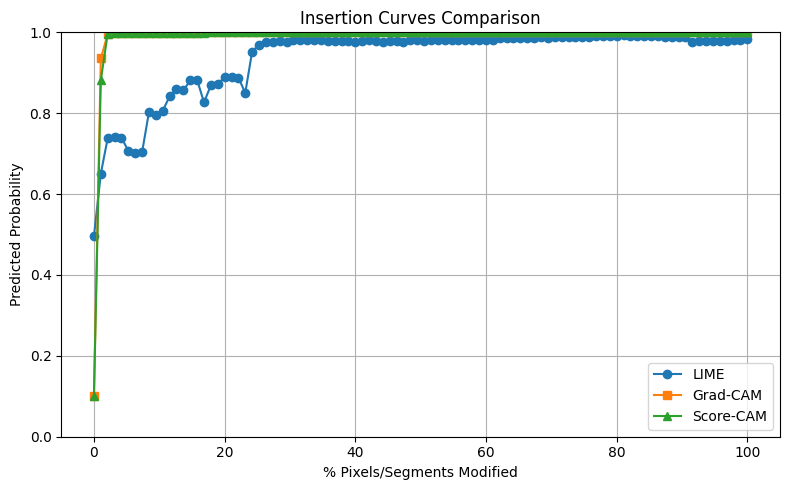 Insertion Curves Comparison
Predicted Probability
1.0
0.8
0.6
0.4
0.2
0.0
0 20 40 60 80 100
% Pixels/Segments Modified
LIME
Grad-CAM
Score-CAM